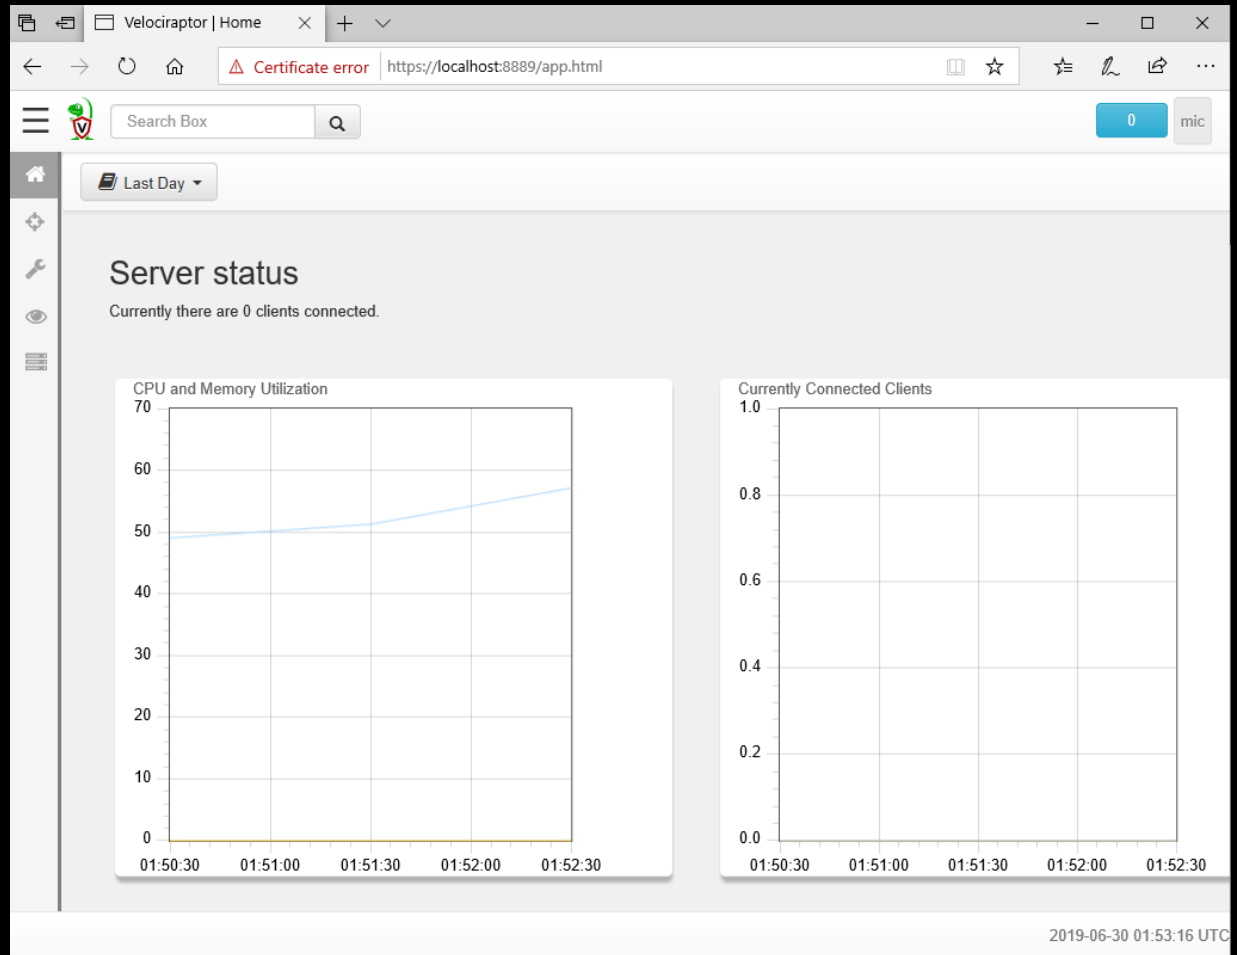 Velociraptor | Home
Certificate error https://localhost:8889/app.html
V
Search Box
0
mic
Last Day
Server status
Currently there are 0 clients connected.
CPU and Memory Utilization
70
60
50
40
30
20
10
0
01:50:30 01:51:00 01:51:30 01:52:00 01:52:30
Currently Connected Clients
1.0
0.8
0.6
0.4
0.2
0.0
01:50:30 01:51:00 01:51:30 01:52:00 01:52:30
2019-06-30 01:53:16 UTC